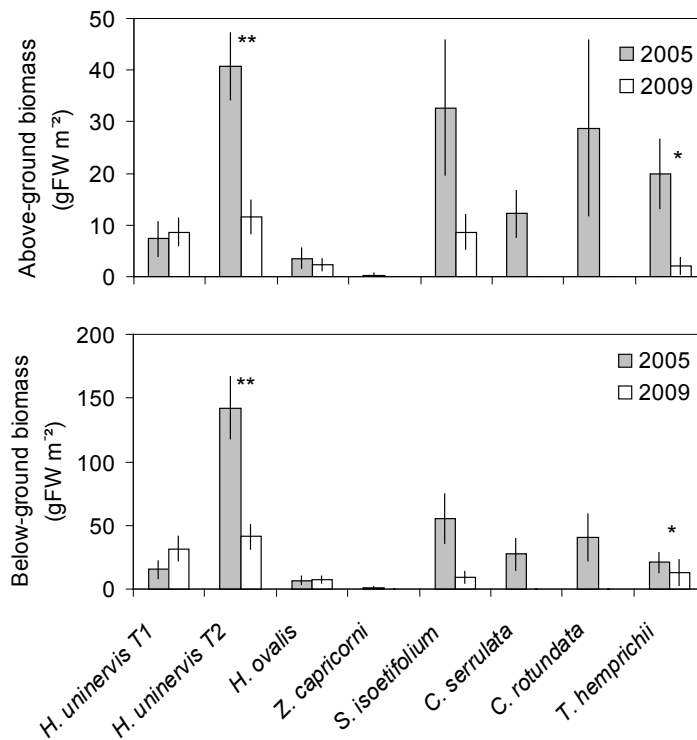 Above-ground biomass
(gFW m⁻²)
50
40
30
20
10
0
**
*
2005
2009
Below-ground biomass
(gFW m⁻²)
200
150
100
50
0
**
*
2005
2009
H. uninervis T1
H. uninervis T2
H. ovalis
Z. capricorni
S. isoetifolium
C. serrulata
C. rotundata
T. hemprichii